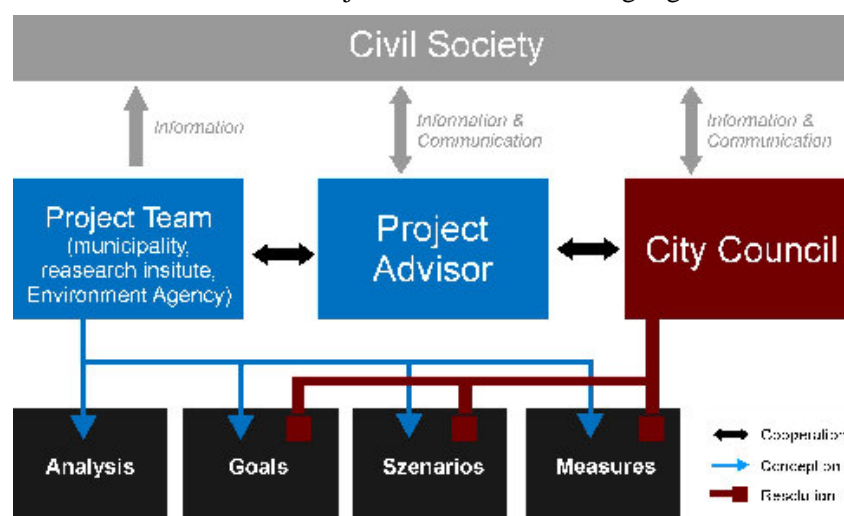 Civil Society
Information
Information &
Communication
Information &
Communication
Project Team
(municipality,
reasearch insitute,
Environment Agency)
Project
Advisor
City Council
Analysis
Goals
Szenarios
Measures
Cooperation
Conception
Resolution